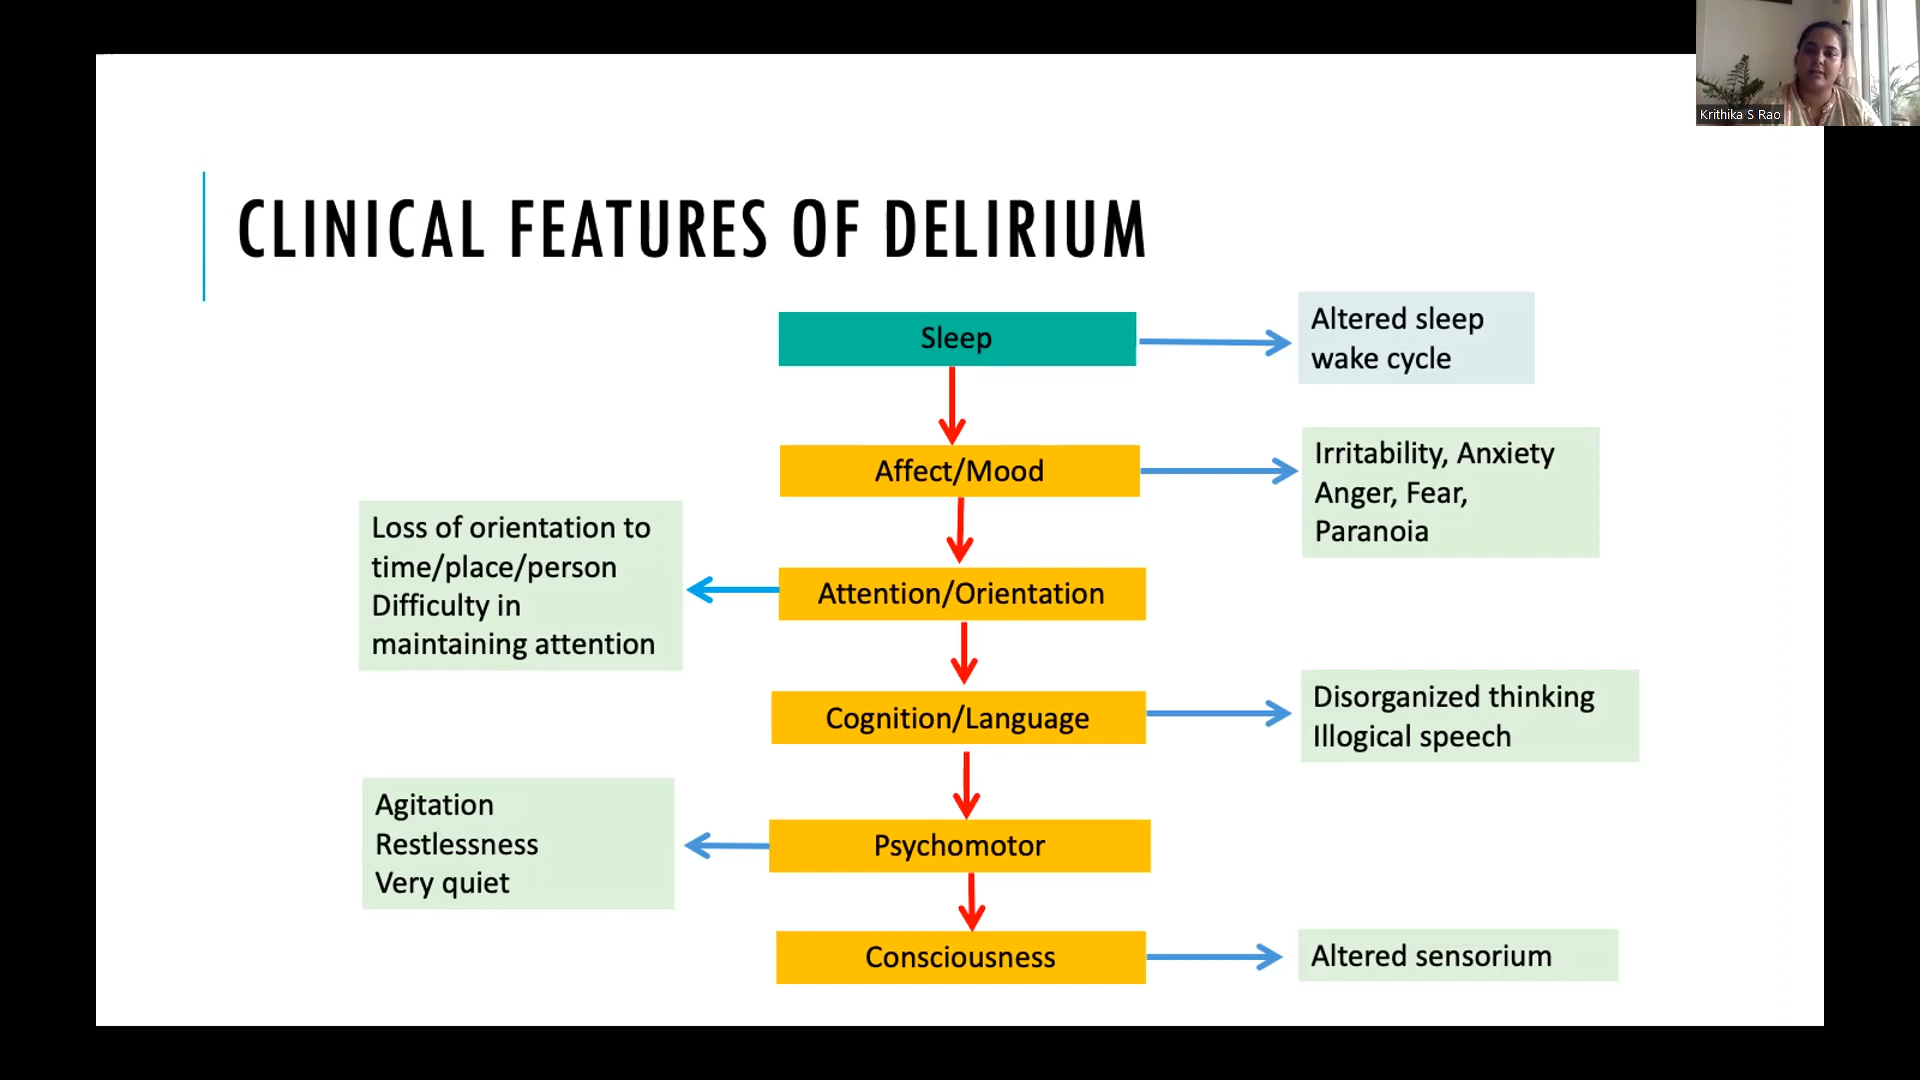 Krithika S Rao
CLINICAL FEATURES OF DELIRIUM
Sleep
Altered sleep
wake cycle
Affect/Mood
Irritability, Anxiety
Anger, Fear,
Paranoia
Loss of orientation to
time/place/person
Difficulty in
maintaining attention
Attention/Orientation
Cognition/Language
Disorganized thinking
Illogical speech
Agitation
Restlessness
Very quiet
Psychomotor
Consciousness
Altered sensorium